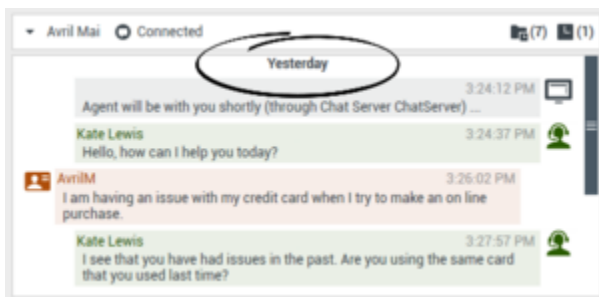 Avril Mai Connected (7) (1)
Yesterday
3:24:12 PM
Agent will be with you shortly (through Chat Server ChatServer) ...
Kate Lewis 3:24:37 PM
Hello, how can I help you today?
AvrilM 3:26:02 PM
I am having an issue with my credit card when I try to make an on line
purchase.
Kate Lewis 3:27:57 PM
I see that you have had issues in the past. Are you using the same card
that you used last time?